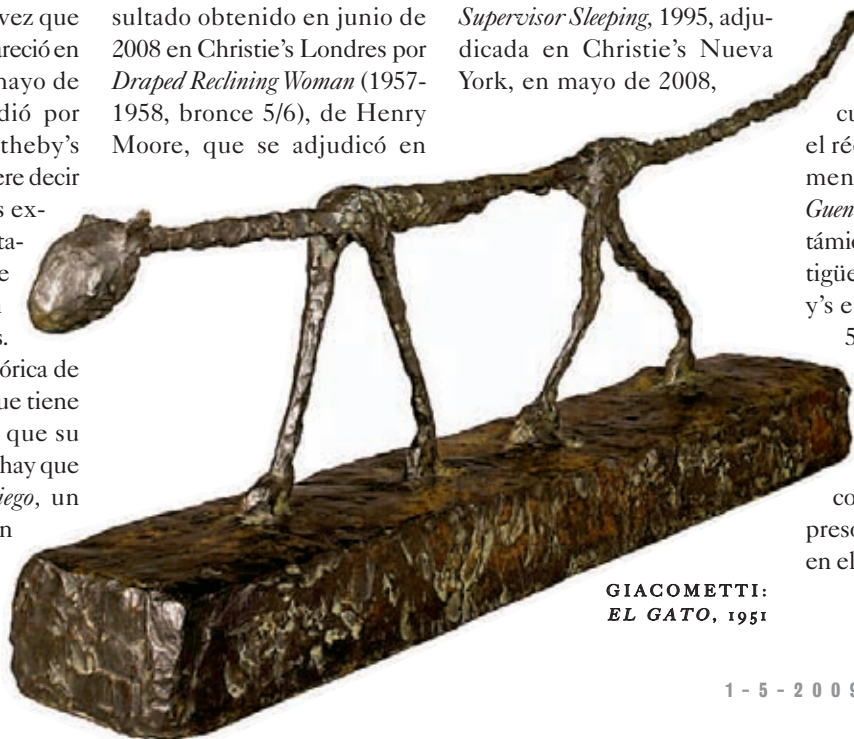 vez que
areció en
mayo de
dió por
theby's
ere decir
s ex-
ta-
e
s.
órica de
ue tiene
que su
hay que
iego, un
n
sultado obtenido en junio de
2008 en Christie's Londres por
Draped Reclining Woman (1957-
1958, bronce 5/6), de Henry
Moore, que se adjudicó en
Supervisor Sleeping, 1995, adju-
dicada en Christie's Nueva
York, en mayo de 2008,
cu
el réc
men
Guen
támic
tigüe
y's e
5
co
preso
en el
GIACOMETTI:
EL GATO, 1951
1-5-2009